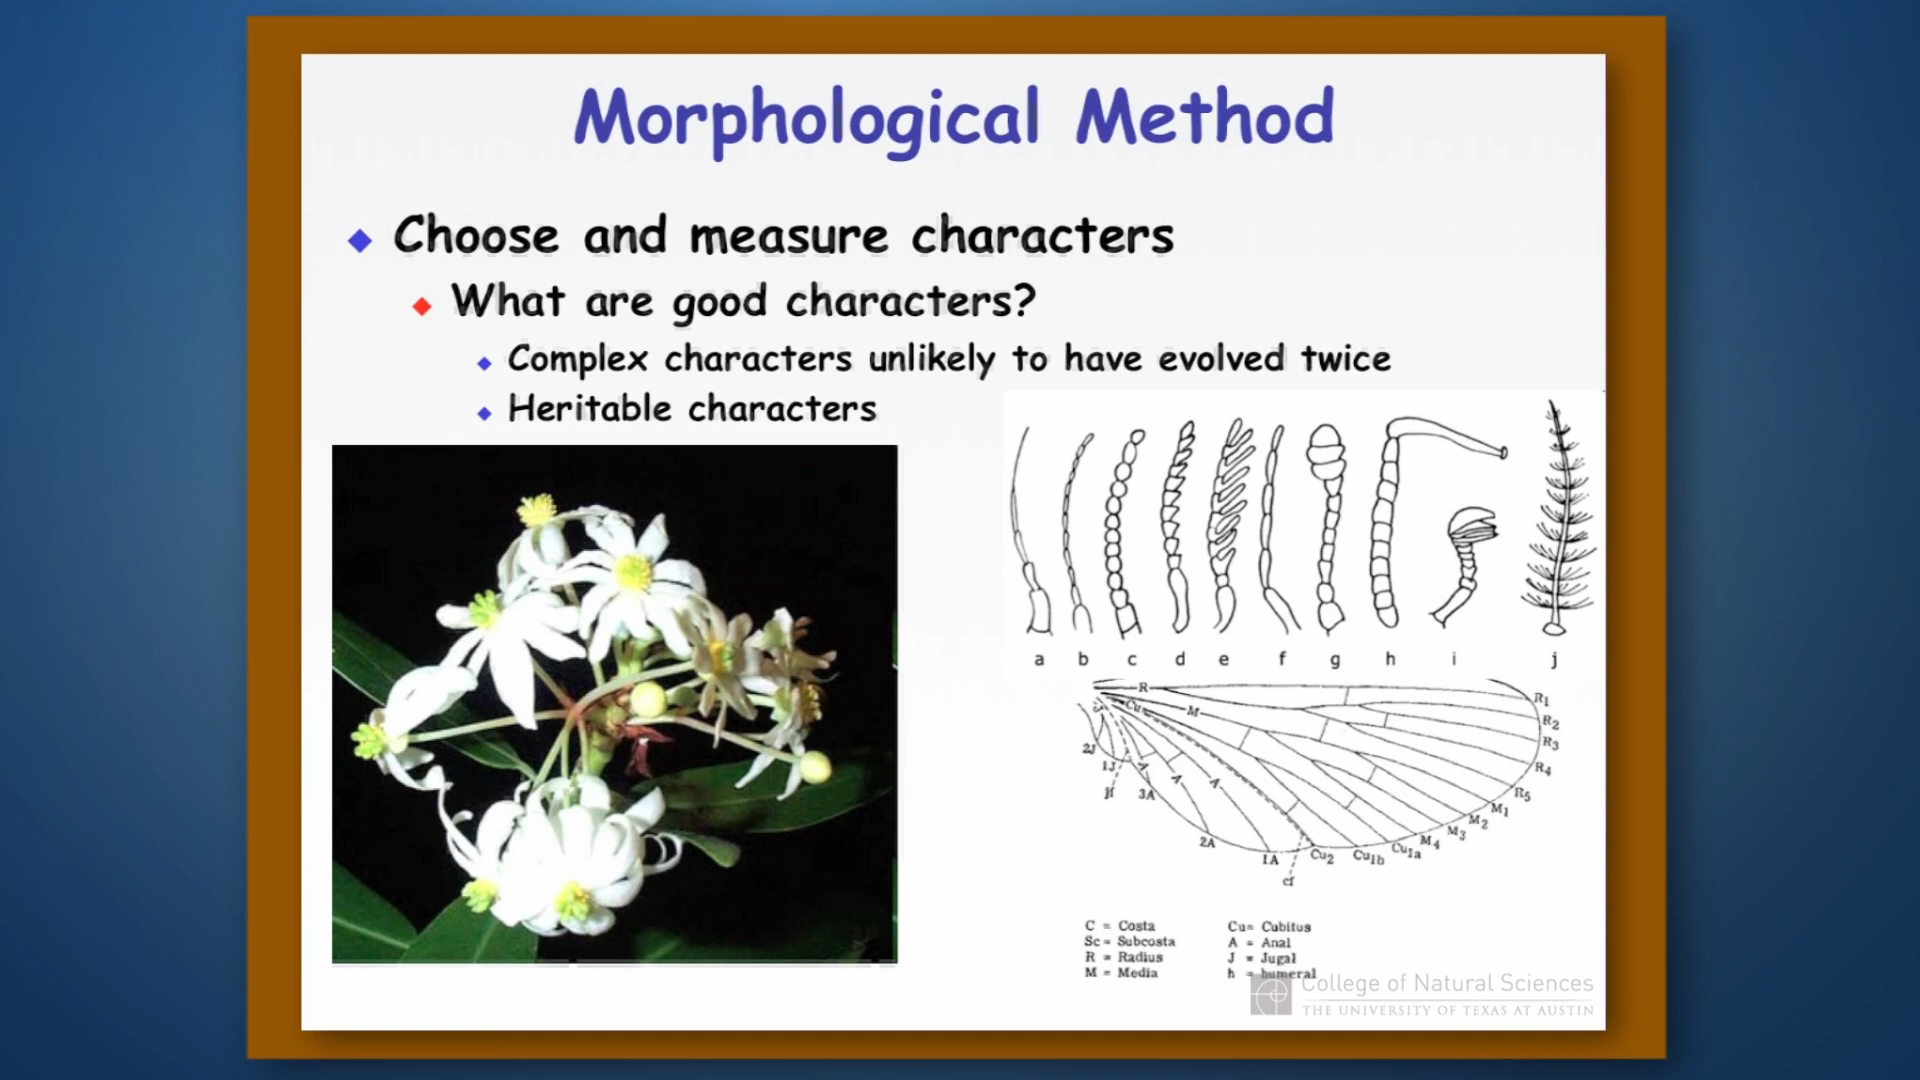 Morphological Method
Choose and measure characters
What are good characters?
Complex characters unlikely to have evolved twice
Heritable characters
a b c d e f g h i j
R
Cu
M
R1
R2
R3
R4
R5
M1
M2
M3
M4
Cu1a
Cu1b
Cu2
1A
cf
2A
3A
A
A
A
2J
1J
jf
C = Costa
Sc = Subcosta
R = Radius
M = Media
Cu= Cubitus
A = Anal
J = Jugal
h = humeral
College of Natural Sciences
THE UNIVERSITY OF TEXAS AT AUSTIN